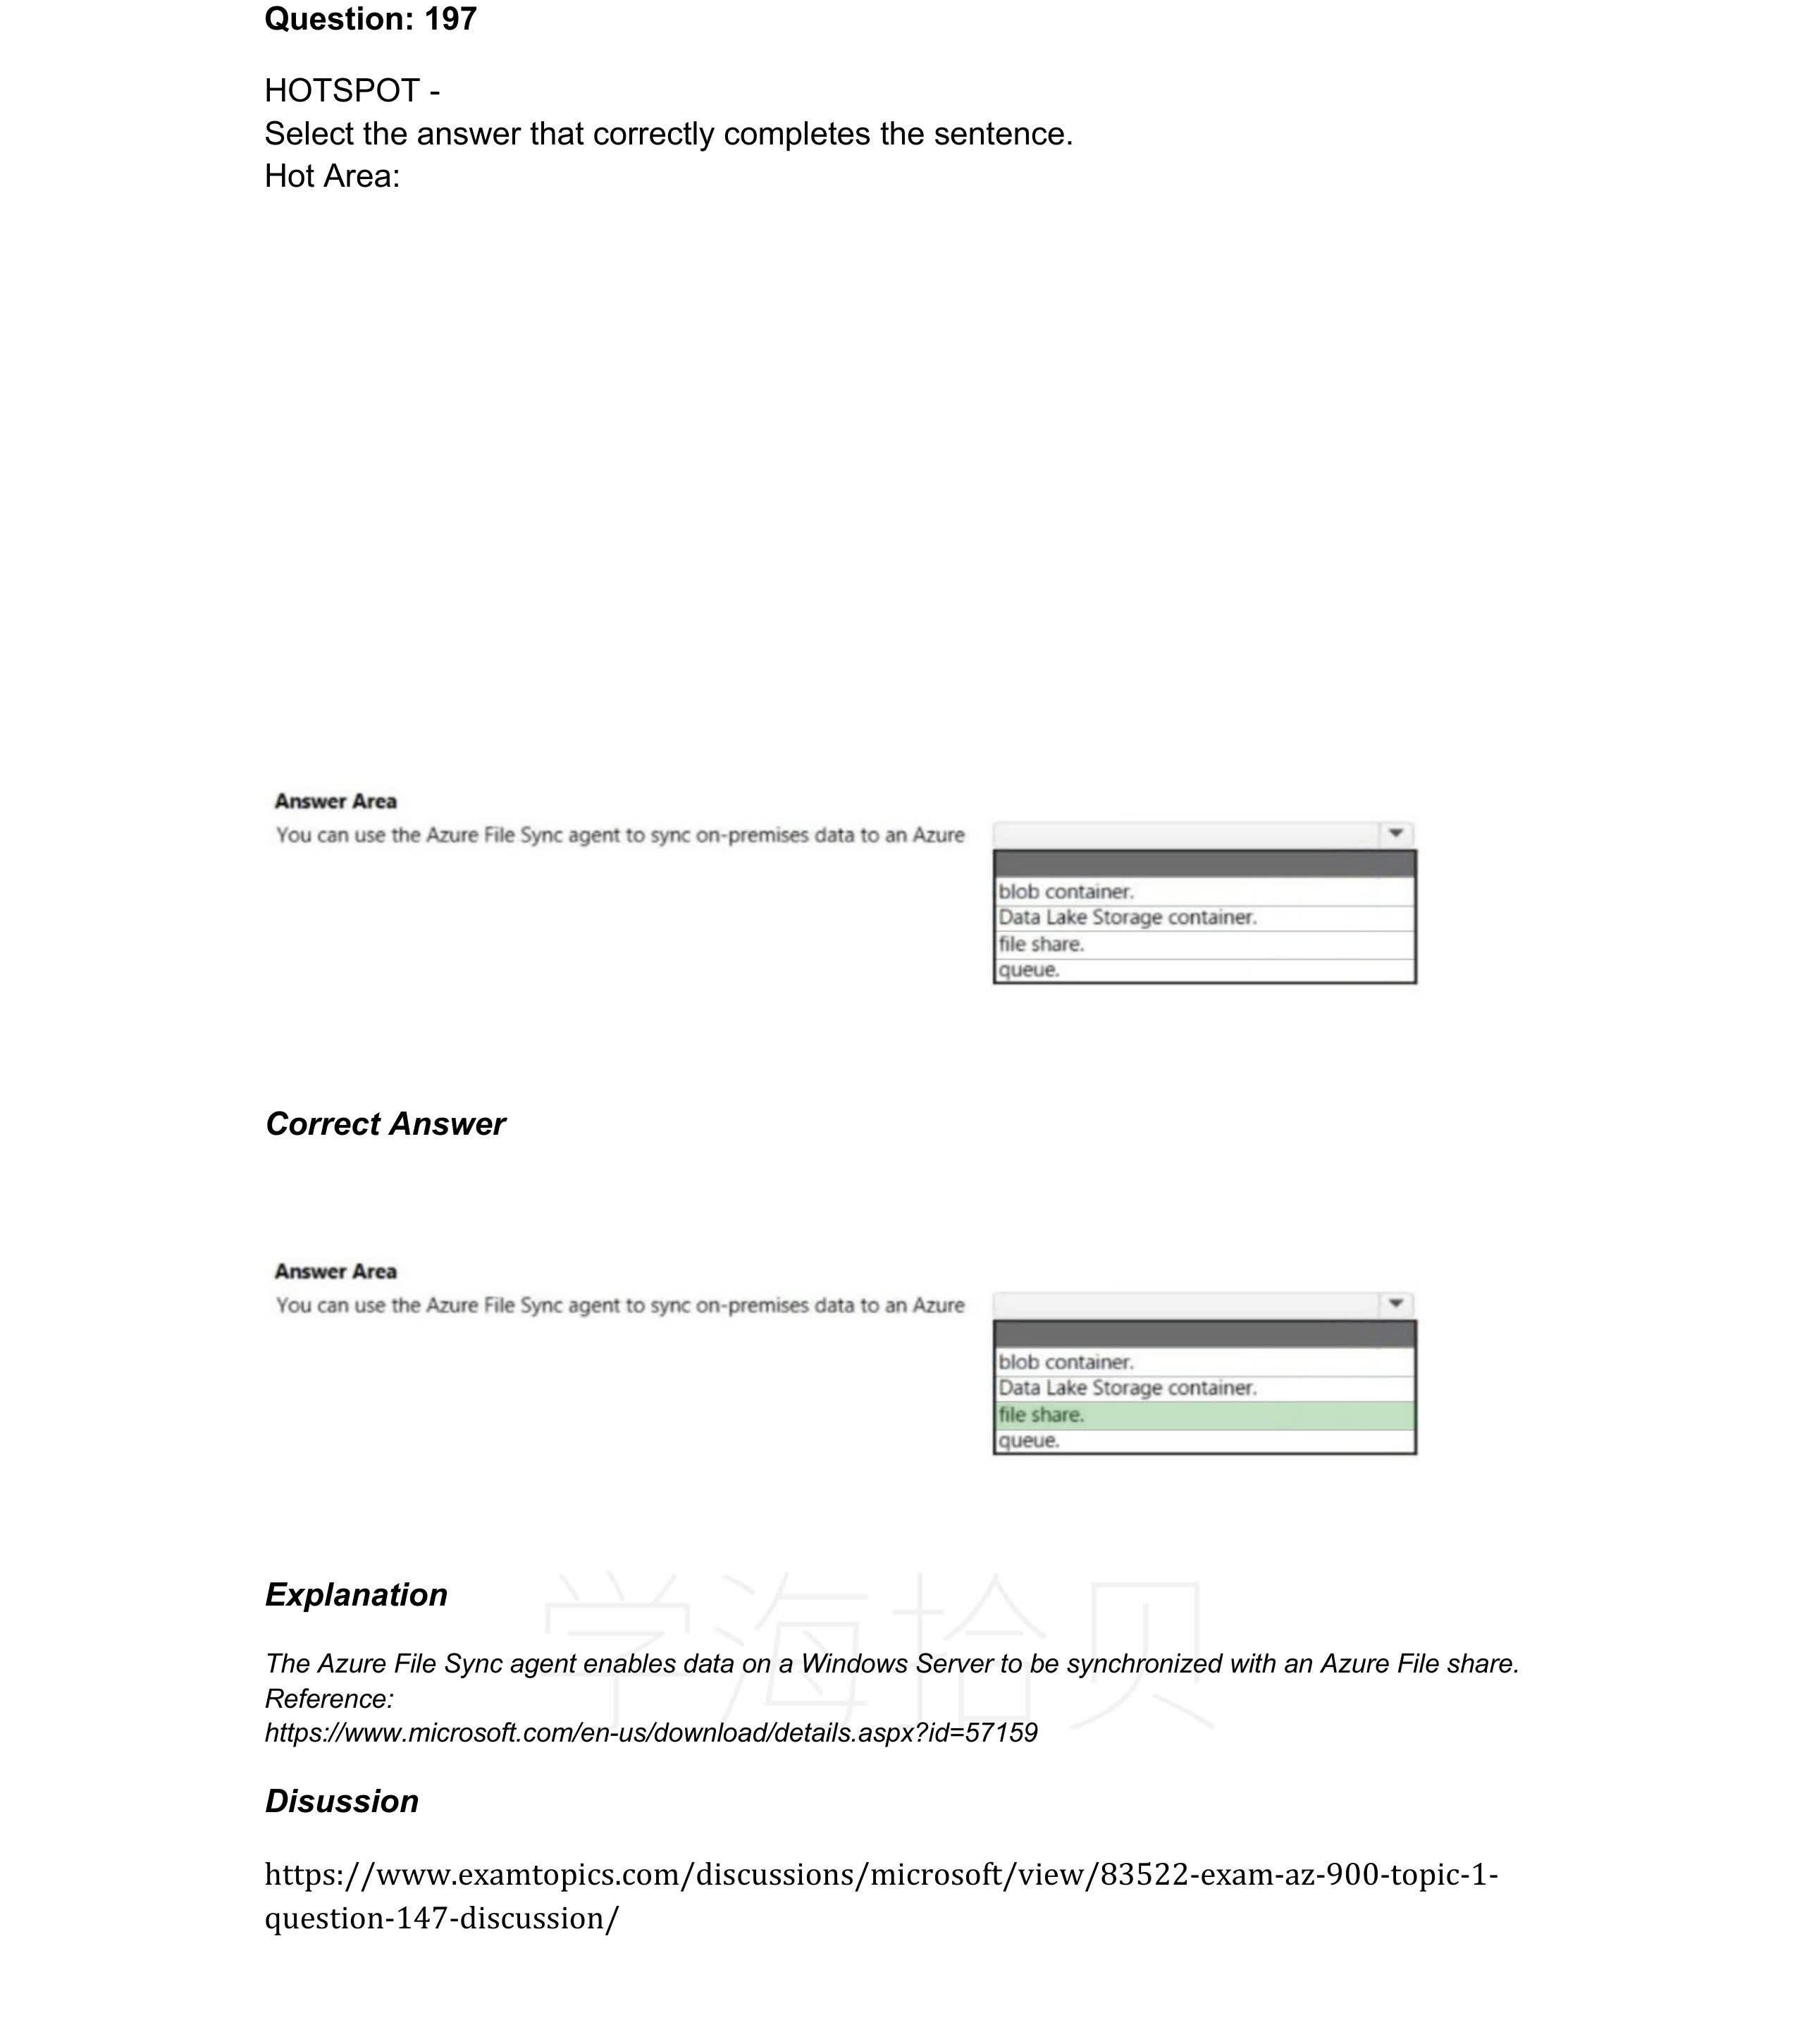 Question: 197
HOTSPOT -
Select the answer that correctly completes the sentence.
Hot Area:
Answer Area
You can use the Azure File Sync agent to sync on-premises data to an Azure
blob container.
Data Lake Storage container.
file share.
queue.
Correct Answer
Answer Area
You can use the Azure File Sync agent to sync on-premises data to an Azure
blob container.
Data Lake Storage container.
file share.
queue.
学海拾贝
Explanation
The Azure File Sync agent enables data on a Windows Server to be synchronized with an Azure File share.
Reference:
https://www.microsoft.com/en-us/download/details.aspx?id=57159
Disussion
https://www.examtopics.com/discussions/microsoft/view/83522-exam-az-900-topic-1-
question-147-discussion/